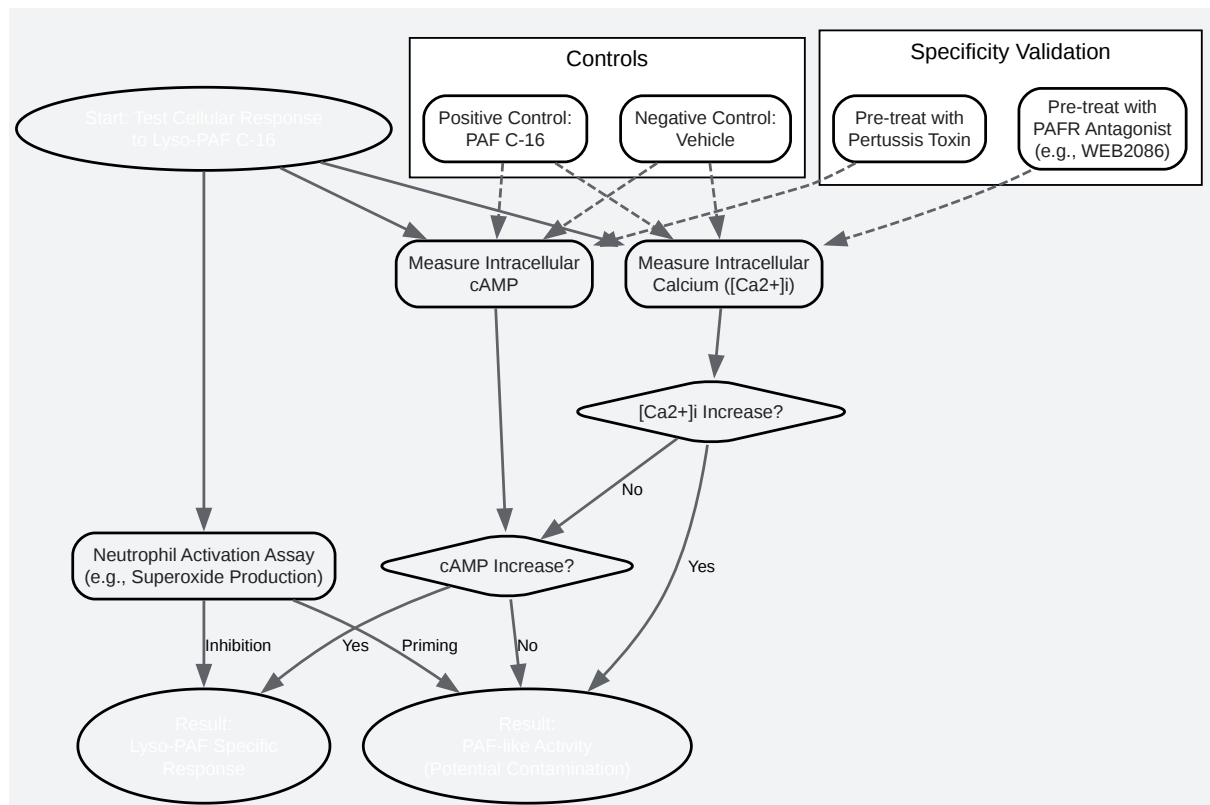 Controls
Specificity Validation
Start: Test Cellular Response
to Lyso-PAF C-16
Positive Control:
PAF C-16
Negative Control:
Vehicle
Pre-treat with
Pertussis Toxin
Pre-treat with
PAFR Antagonist
(e.g., WEB2086)
Measure Intracellular
cAMP
Measure Intracellular
Calcium ([Ca2+]i)
[Ca2+]i Increase?
No
Yes
Neutrophil Activation Assay
(e.g., Superoxide Production)
cAMP Increase?
Inhibition
Yes
Priming
No
Result:
Lyso-PAF Specific
Response
Result:
PAF-like Activity
(Potential Contamination)